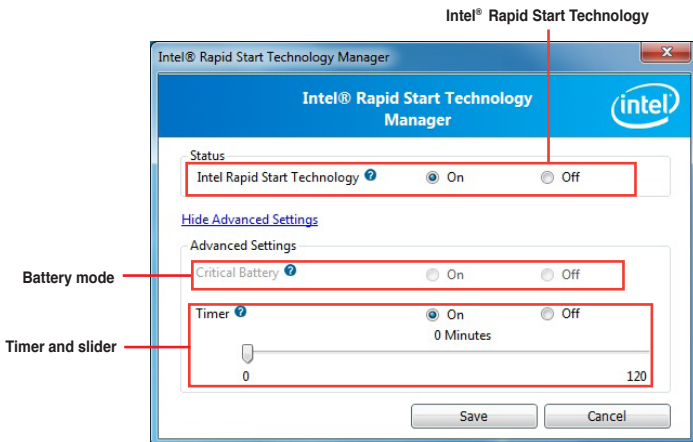 Intel® Rapid Start Technology
Intel® Rapid Start Technology Manager
Intel® Rapid Start Technology
Manager
intel
Status
Intel Rapid Start Technology ? On Off
Hide Advanced Settings
Advanced Settings
Battery mode
Critical Battery ? On Off
Timer ? On Off
0 Minutes
Timer and slider
0 120
Save Cancel